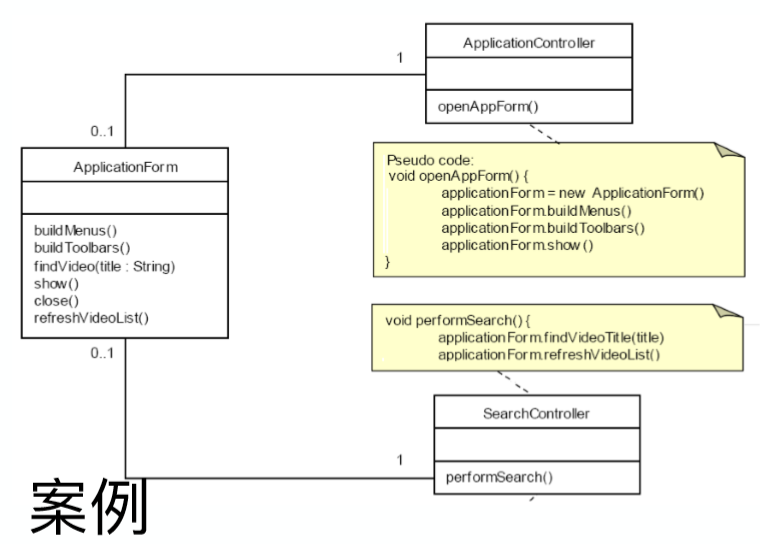 ApplicationController
openAppForm()
1
0..1
ApplicationForm
buildMenus()
buildToolbars()
findVideo(title : String)
show()
close()
refreshVideoList()
0..1
Pseudo code:
void openAppForm() {
applicationForm = new ApplicationForm()
applicationForm.buildMenus()
applicationForm.buildToolbars()
applicationForm.show()
}
void performSearch() {
applicationForm.findVideoTitle(title)
applicationForm.refreshVideoList()
SearchController
performSearch()
1
案例